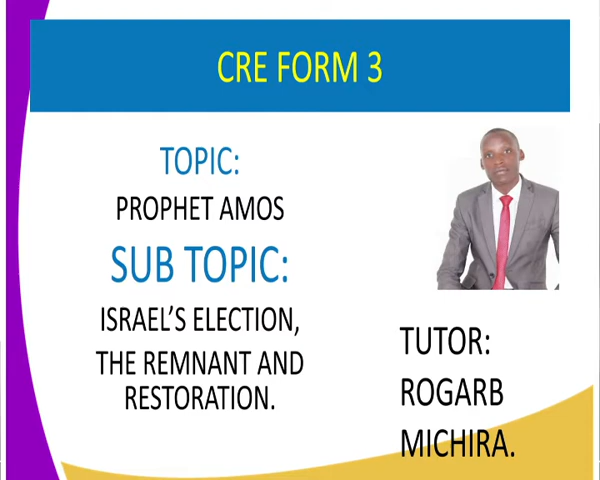 CRE FORM 3
TOPIC:
PROPHET AMOS
SUB TOPIC:
ISRAEL'S ELECTION,
THE REMNANT AND
RESTORATION.
TUTOR:
ROGARB
MICHIRA.